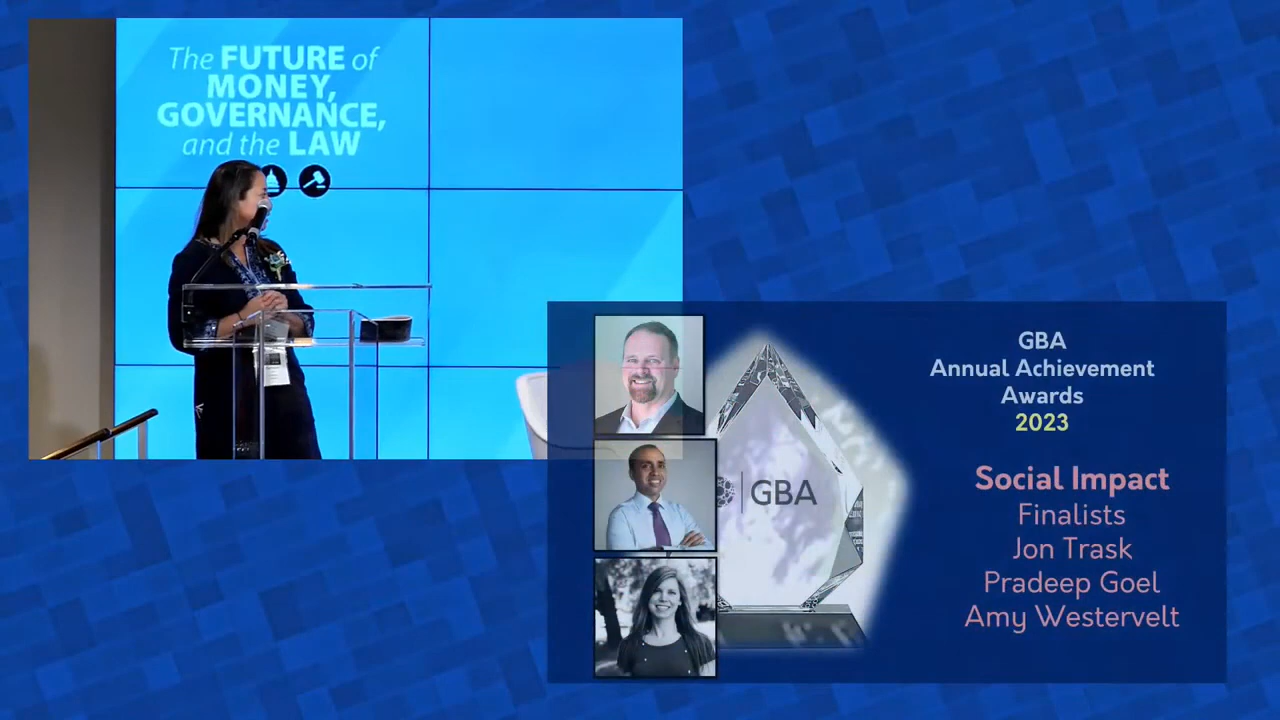 The FUTURE of
MONEY,
GOVERNANCE,
and the LAW
GBA
Annual Achievement
Awards
2023
Social Impact
Finalists
Jon Trask
Pradeep Goel
Amy Westervelt
GBA